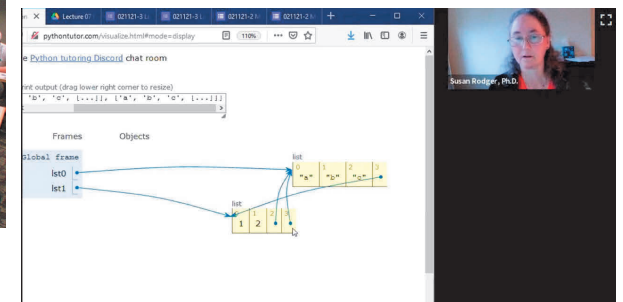 Lecture 07
021121-3 L
021121-3 L
021121-2 M
021121-2 M
pythontutor.com/visualize.html#mode=display
110%
e Python tutoring Discord chat room
rint output (drag lower right corner to resize)
'b', 'c', [...]], ['a', 'b', 'c', [...]]]
Frames Objects
Global frame
lst0
lst1
list
0 1 2 3
"a" "b" "c"
list
1 2 3
1 2
Susan Rodger, Ph.D.